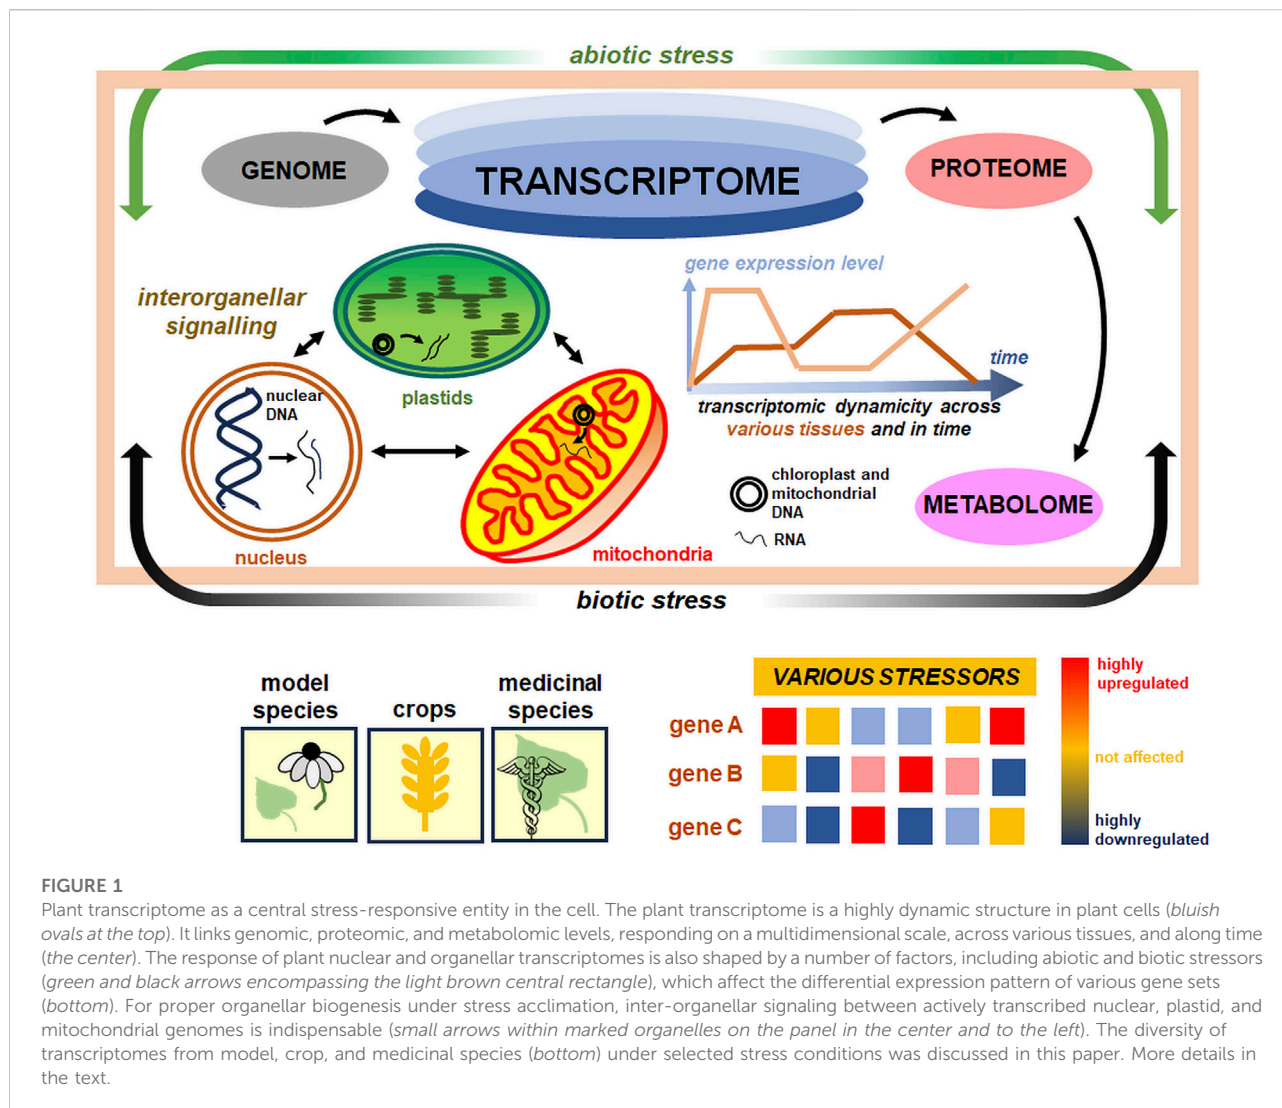 abiotic stress
GENOME
TRANSCRIPTOME
PROTEOME
interorganellar
signalling
plastids
nuclear
DNA
nucleus
mitochondria
gene expression level
time
transcriptomic dynamicity across
various tissues and in time
chloroplast and
mitochondrial
DNA
RNA
METABOLOME
biotic stress
model
species
crops
medicinal
species
VARIOUS STRESSORS
gene A
gene B
gene C
highly
upregulated
not affected
highly
downregulated
FIGURE 1
Plant transcriptome as a central stress-responsive entity in the cell. The plant transcriptome is a highly dynamic structure in plant cells (bluish
ovals at the top). It links genomic, proteomic, and metabolomic levels, responding on a multidimensional scale, across various tissues, and along time
(the center). The response of plant nuclear and organellar transcriptomes is also shaped by a number of factors, including abiotic and biotic stressors
(green and black arrows encompassing the light brown central rectangle), which affect the differential expression pattern of various gene sets
(bottom). For proper organellar biogenesis under stress acclimation, inter-organellar signaling between actively transcribed nuclear, plastid, and
mitochondrial genomes is indispensable (small arrows within marked organelles on the panel in the center and to the left). The diversity of
transcriptomes from model, crop, and medicinal species (bottom) under selected stress conditions was discussed in this paper. More details in
the text.